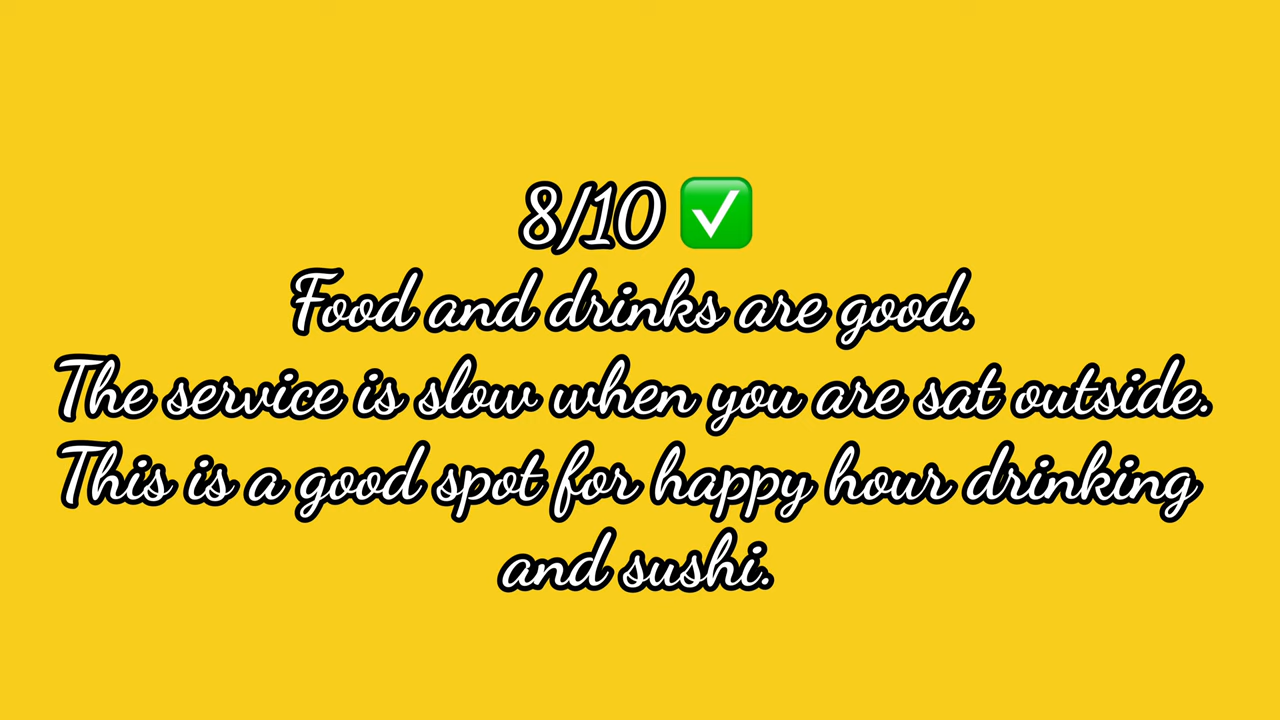 8/10 ✅
Food and drinks are good.
The service is slow when you are sat outside.
This is a good spot for happy hour drinking
and sushi.